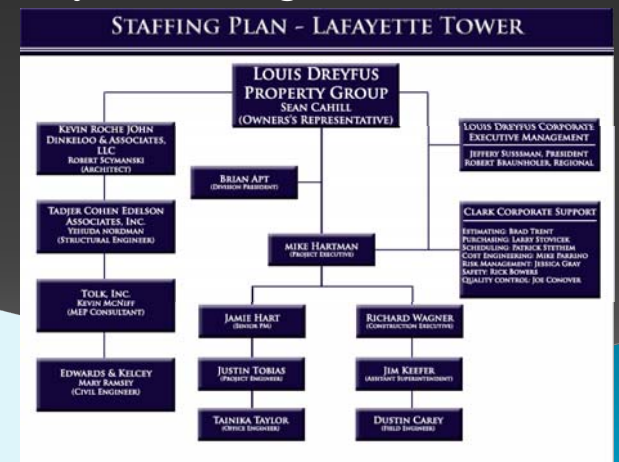 STAFFING PLAN - LAFAYETTE TOWER
LOUIS DREYFUS
PROPERTY GROUP
SEAN CAHILL
(OWNERS'S REPRESENTATIVE)
KEVIN ROCHE JOHN
DINKELOO & ASSOCIATES,
LLC
ROBERT SCYMANSKI
(ARCHITECT)
TADJER COHEN EDELSON
ASSOCIATES, INC.
YEHUDA NORDMAN
(STRUCTURAL ENGINEER)
TOLK, INC.
KEVIN MCNIFF
(MEP CONSULTANT)
EDWARDS & KELCEY
MARY RAMSEY
(CIVIL ENGINEER)
BRIAN APT
(DIVISION PRESIDENT)
MIKE HARTMAN
(PROJECT EXECUTIVE)
JAMIE HART
(SENIOR PM)
JUSTIN TOBIAS
(PROJECT ENGINEER)
TAINIKA TAYLOR
(OFFICE ENGINEER)
RICHARD WAGNER
(CONSTRUCTION EXECUTIVE)
JIM KEEFER
(ASISTANT SUPERINTENDENT)
DUSTIN CAREY
(FIELD ENGINEER)
LOUIS DREYFUS CORPORATE
EXECUTIVE MANAGEMENT
JEFFERY SUSSSMAN, PRESIDENT
ROBERT BRAUNHOLER, REGIONAL
CLARK CORPORATE SUPPORT
ESTIMATING: BRAD TRENT
PURCHASING: LARRY STOVICEK
SCHEDULING: PATRICK STETHEM
COST ENGINEERING: MIKE PARRINO
RISK MANAGEMENT: JESSICA GRAY
SAFETY: RICK BOWERS
QUALITY CONTROL: JOE CONOVER